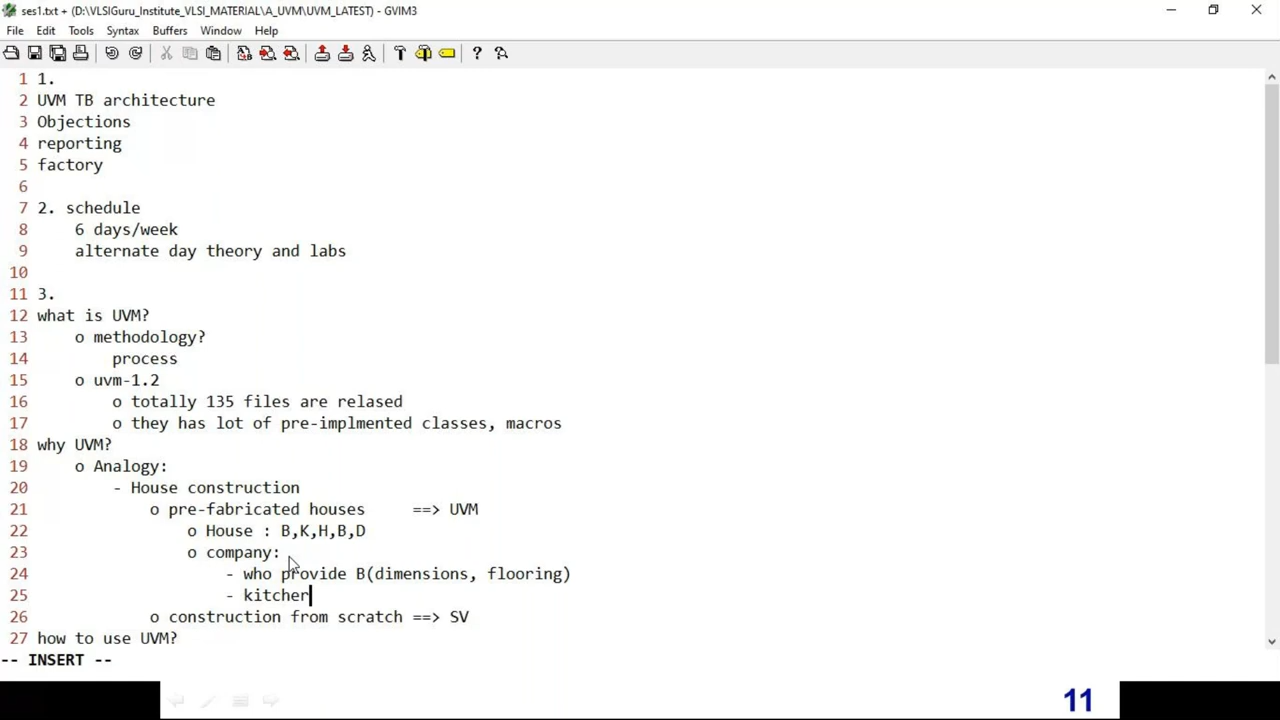 ses1.txt + (D:\VLSIGuru_Institute_VLSI_MATERIAL\A_UVM\UVM_LATEST) - GVIM3
File Edit Tools Syntax Buffers Window Help
1 1.
2 UVM TB architecture
3 Objections
4 reporting
5 factory
6
7 2. schedule
8 6 days/week
9 alternate day theory and labs
10
11 3.
12 what is UVM?
13 o methodology?
14 process
15 o uvm-1.2
16 o totally 135 files are relased
17 o they has lot of pre-implmented classes, macros
18 why UVM?
19 o Analogy:
20 - House construction
21 o pre-fabricated houses ==> UVM
22 o House : B,K,H,B,D
23 o company:
24 - who provide B(dimensions, flooring)
25 - kitcher
26 o construction from scratch ==> SV
27 how to use UVM?
-- INSERT --
11